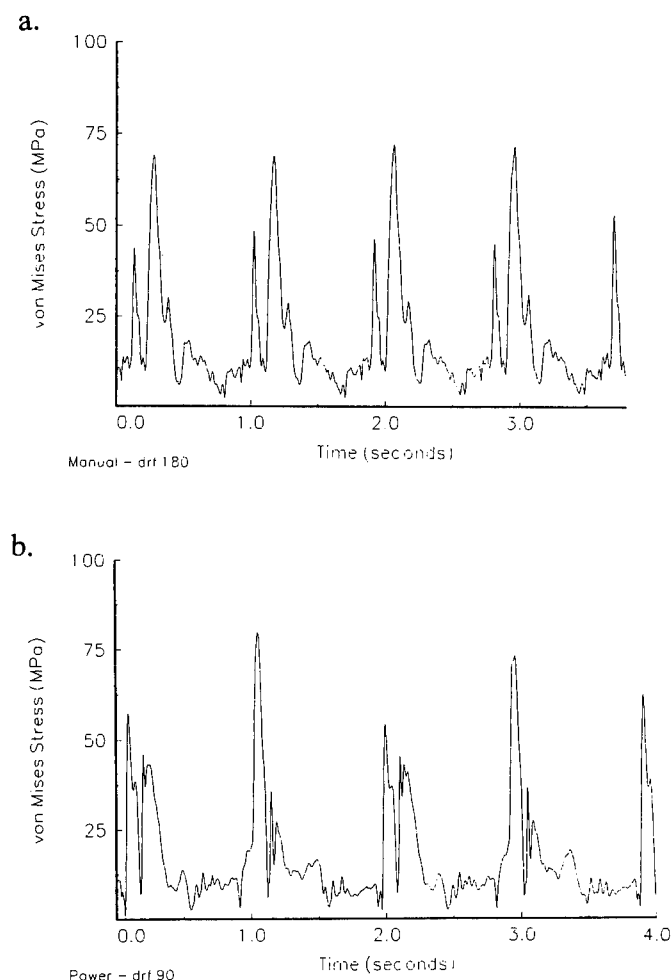 a.
100
75
50
25
von Mises Stress (MPa)
0.0 1.0 2.0 3.0
Time (seconds)
Manual - drf 180
b.
100
75
50
25
von Mises Stress (MPa)
0.0 1.0 2.0 3.0 4.0
Time (seconds)
Power - drf 90